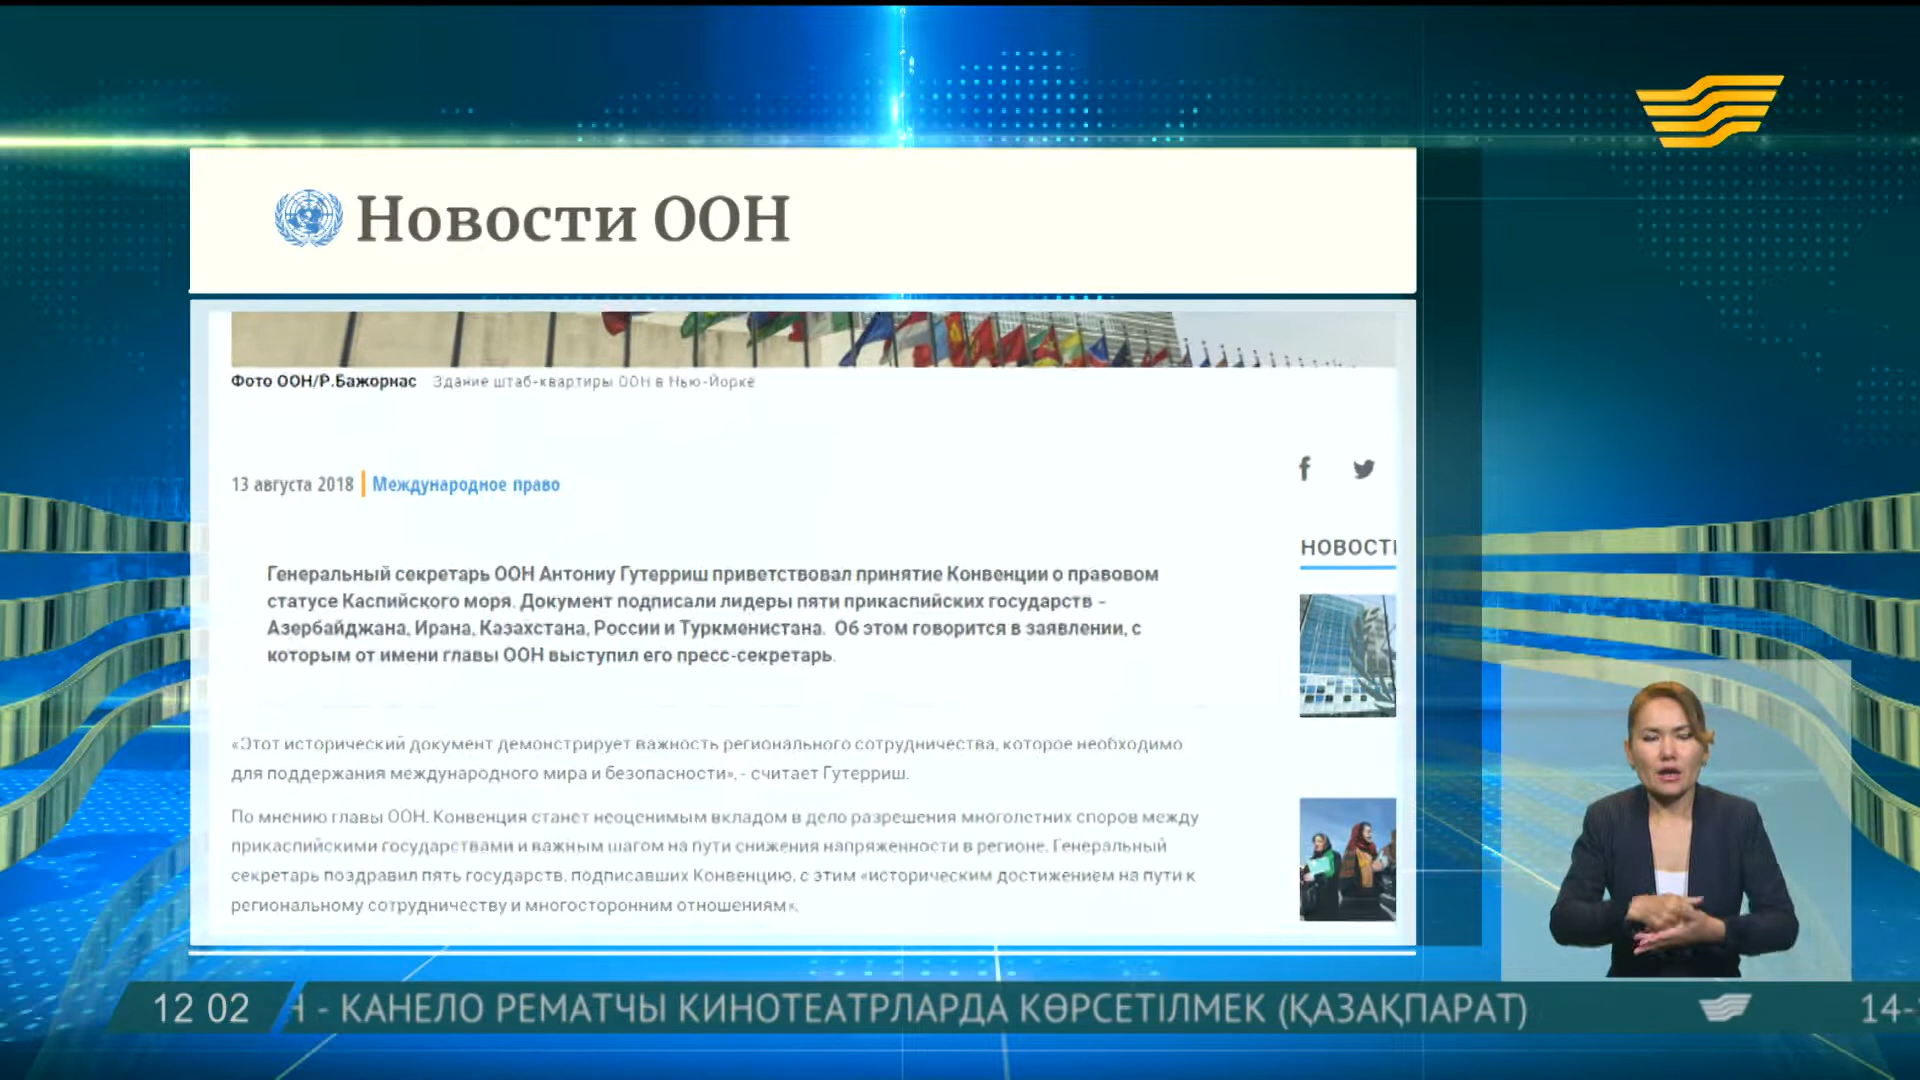 Новости ООН
Фото ООН/Р.Бажорнас Здание штаб-квартиры ООН в Нью-Йорке
13 августа 2018 | Международное право
НОВОСТ
Генеральный секретарь ООН Антониу Гутерриш приветствовал принятие Конвенции о правовом
статусе Каспийского моря. Документ подписали лидеры пяти прикаспийских государств –
Азербайджана, Ирана, Казахстана, России и Туркменистана. Об этом говорится в заявлении, с
которым от имени главы ООН выступил его пресс-секретарь.
«Этот исторический документ демонстрирует важность регионального сотрудничества, которое необходимо
для поддержания международного мира и безопасности», - считает Гутерриш.
По мнению главы ООН, Конвенция станет неоценимым вкладом в дело разрешения многолетних споров между
прикаспийскими государствами и важным шагом на пути снижения напряженности в регионе. Генеральный
секретарь поздравил пять государств, подписавших Конвенцию, с этим «историческим достижением на пути к
региональному сотрудничеству и многосторонним отношениям».
12 02 Н - КАНЕЛО РЕМАТЧЫ КИНОТЕАТРЛАРДА КӨРСЕТІЛМЕК (ҚАЗАҚПАРАТ) 14-